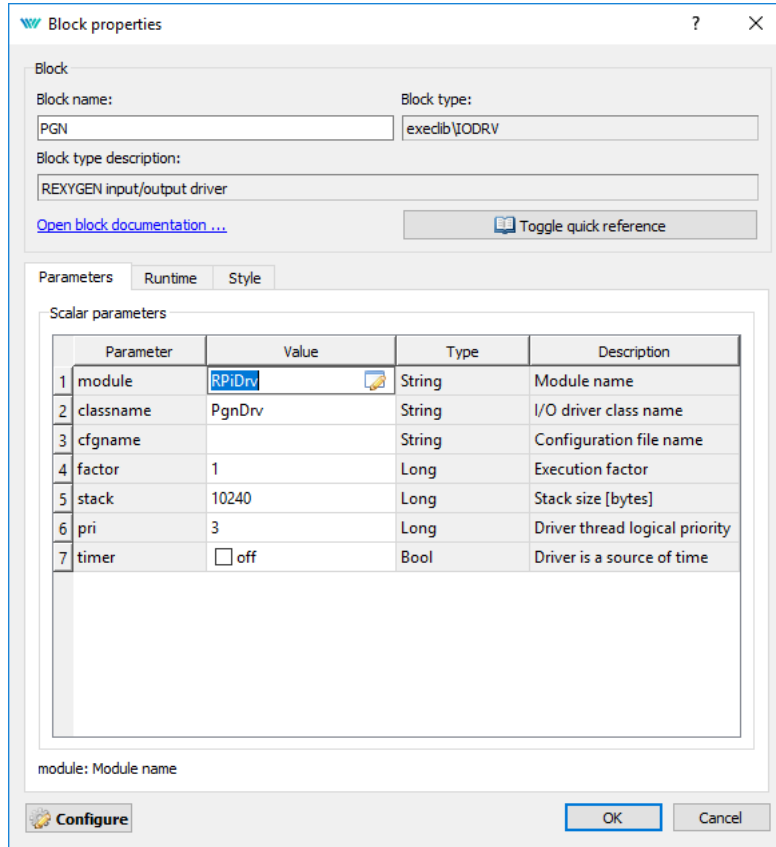 Block properties ? ×
Block
Block name: Block type:
PGN execlib\IODRV
Block type description:
REXYGEN input/output driver
Open block documentation ... Toggle quick reference
Parameters Runtime Style
Scalar parameters
Parameter Value Type Description
1 module RPiDrv String Module name
2 classname PgnDrv String I/O driver class name
3 cfgname String Configuration file name
4 factor 1 Long Execution factor
5 stack 10240 Long Stack size [bytes]
6 pri 3 Long Driver thread logical priority
7 timer off Bool Driver is a source of time
module: Module name
Configure OK Cancel